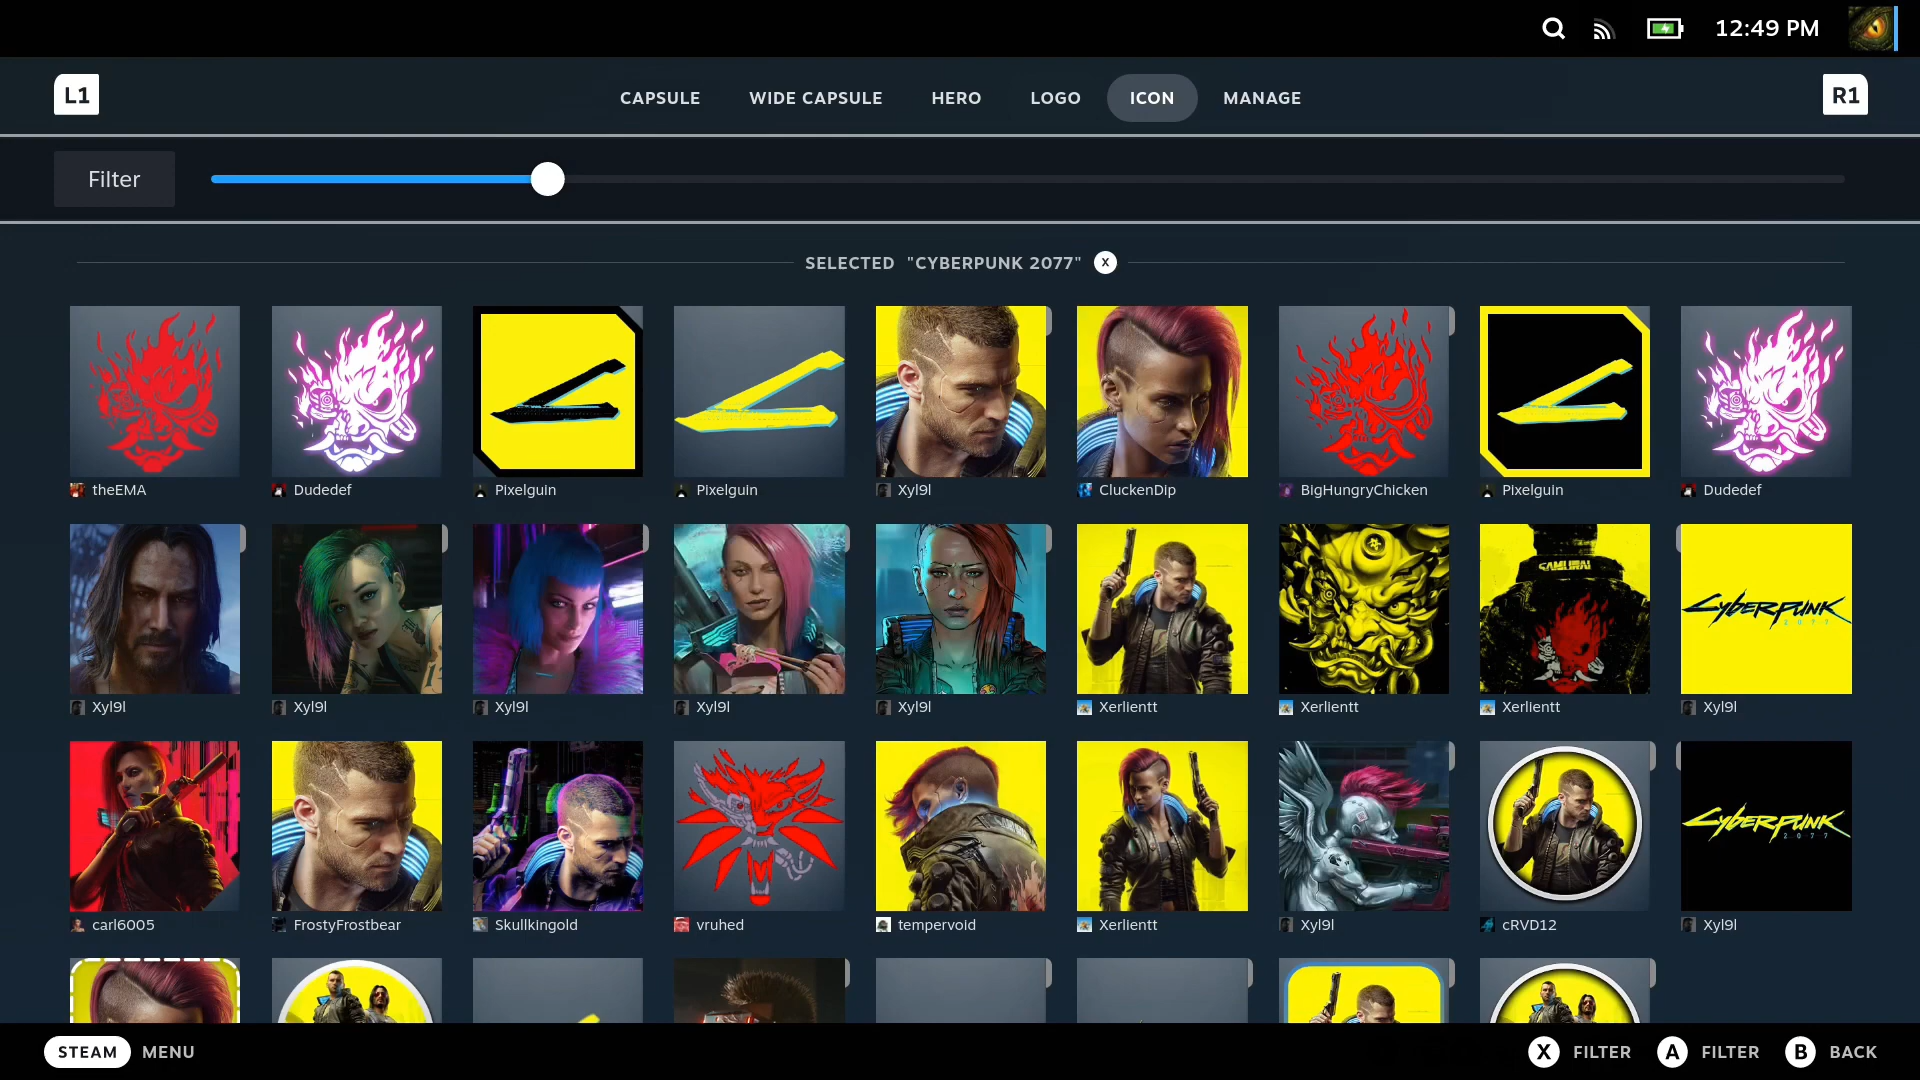 12:49 PM
L1 CAPSULE WIDE CAPSULE HERO LOGO ICON MANAGE R1
Filter
SELECTED "CYBERPUNK 2077" X
theEMA Dudedef Pixelguin Pixelguin Xyl9l CluckenDip BigHungryChicken Pixelguin Dudedef
SAMURAI
CYBERPUNK
2077
Xyl9l Xyl9l Xyl9l Xyl9l Xyl9l Xerlientt Xerlientt Xerlientt Xyl9l
CYBERPUNK
2077
carl6005 FrostyFrostbear Skullkingold vruhed tempervoid Xerlientt Xyl9l cRVD12 Xyl9l
STEAM MENU X FILTER A FILTER B BACK